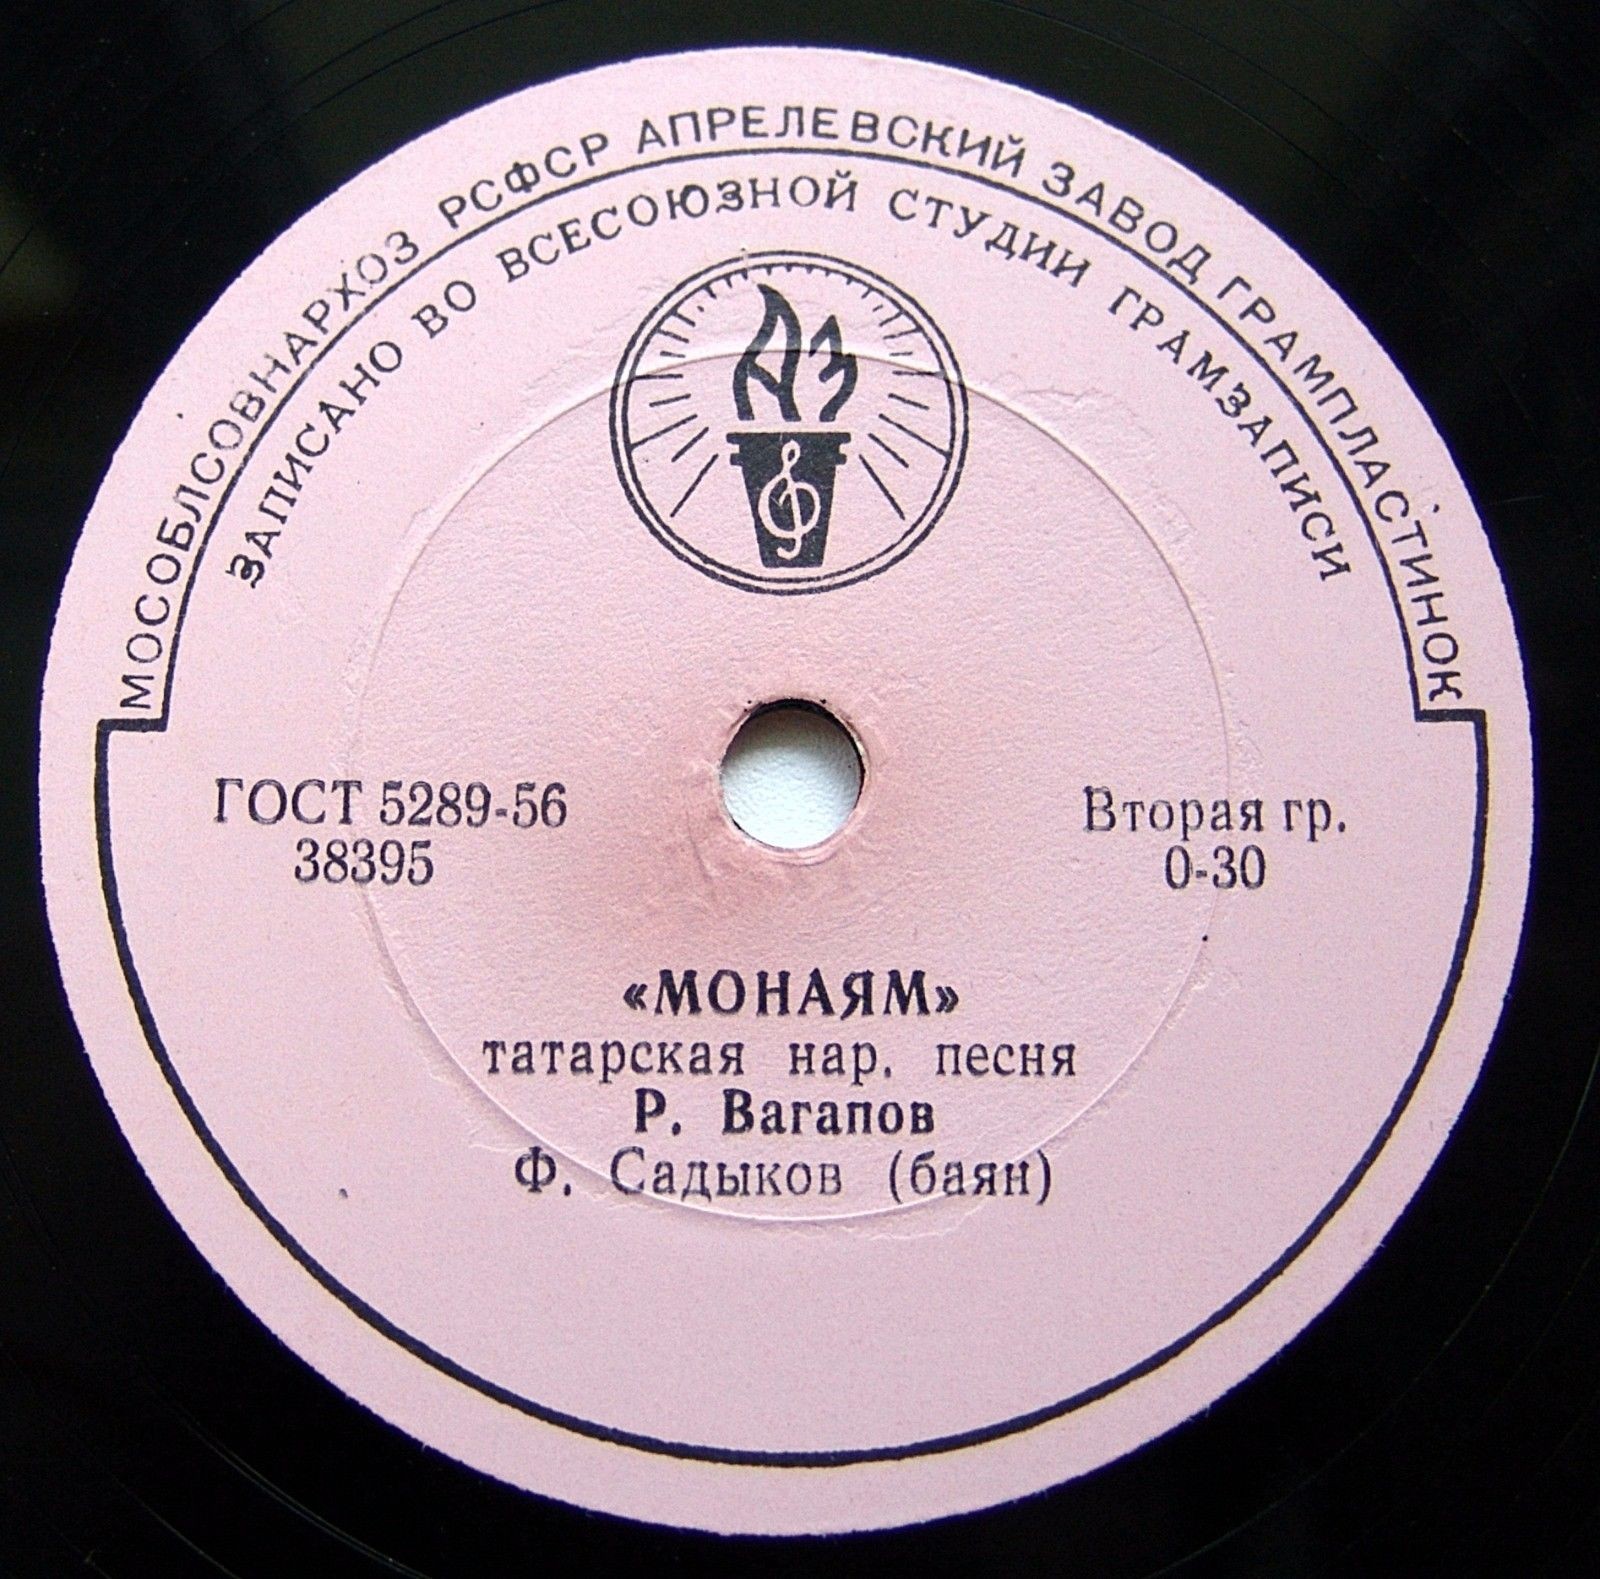 МОСОБЛСОВНАРХОЗ РСФСР АПРЕЛЕВСКИЙ ЗАВОД ГРАМПЛАСТИНОК
ЗАПИСАНО ВО ВСЕСОЮЗНОЙ СТУДИИ ГРАМЗАПИСИ
АЗ
ГОСТ 5289-56
38395
Вторая гр.
0-30
«МОНАЯМ»
татарская нар. песня
Р. Вагапов
Ф. Садыков (баян)